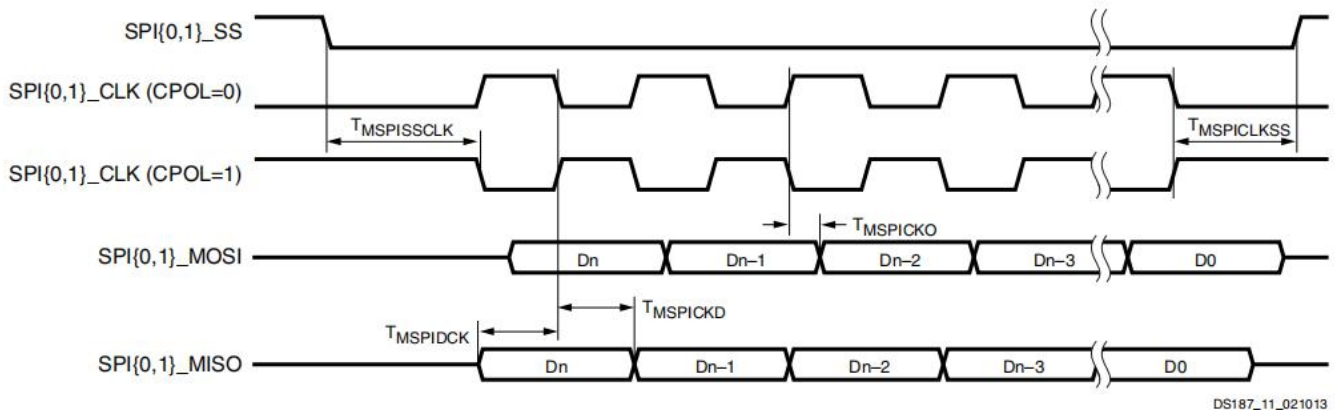 SPI{0,1}_SS
SPI{0,1}_CLK (CPOL=0)
TMSPISSCLK
TMSPICLKSS
SPI{0,1}_CLK (CPOL=1)
TMSPICKO
SPI{0,1}_MOSI
Dn Dn–1 Dn–2 Dn–3 D0
TMSPICKD
TMSPIDCK
SPI{0,1}_MISO
Dn Dn–1 Dn–2 Dn–3 D0
DS187_11_021013